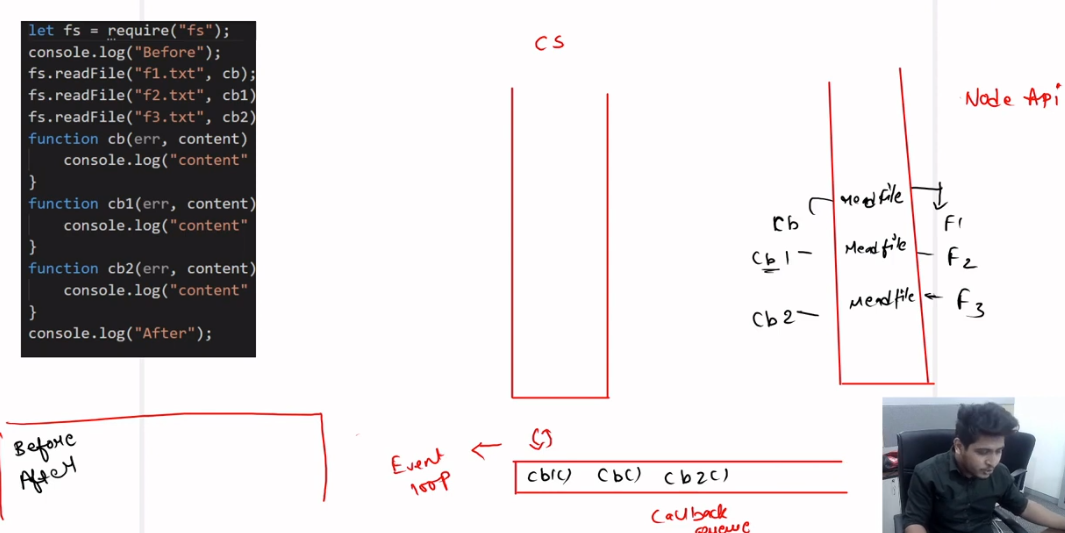 let fs = require("fs");
console.log("Before");
fs.readFile("f1.txt", cb);
fs.readFile("f2.txt", cb1)
fs.readFile("f3.txt", cb2)
function cb(err, content)
console.log("content"
}
function cb1(err, content)
console.log("content"
}
function cb2(err, content)
console.log("content"
}
console.log("After");
Before
After
CS
Node Api
Cb
F1
Cb1
F2
Cb2
F3
Event
loop
Cb1() Cb() Cb2()
Callback
queue